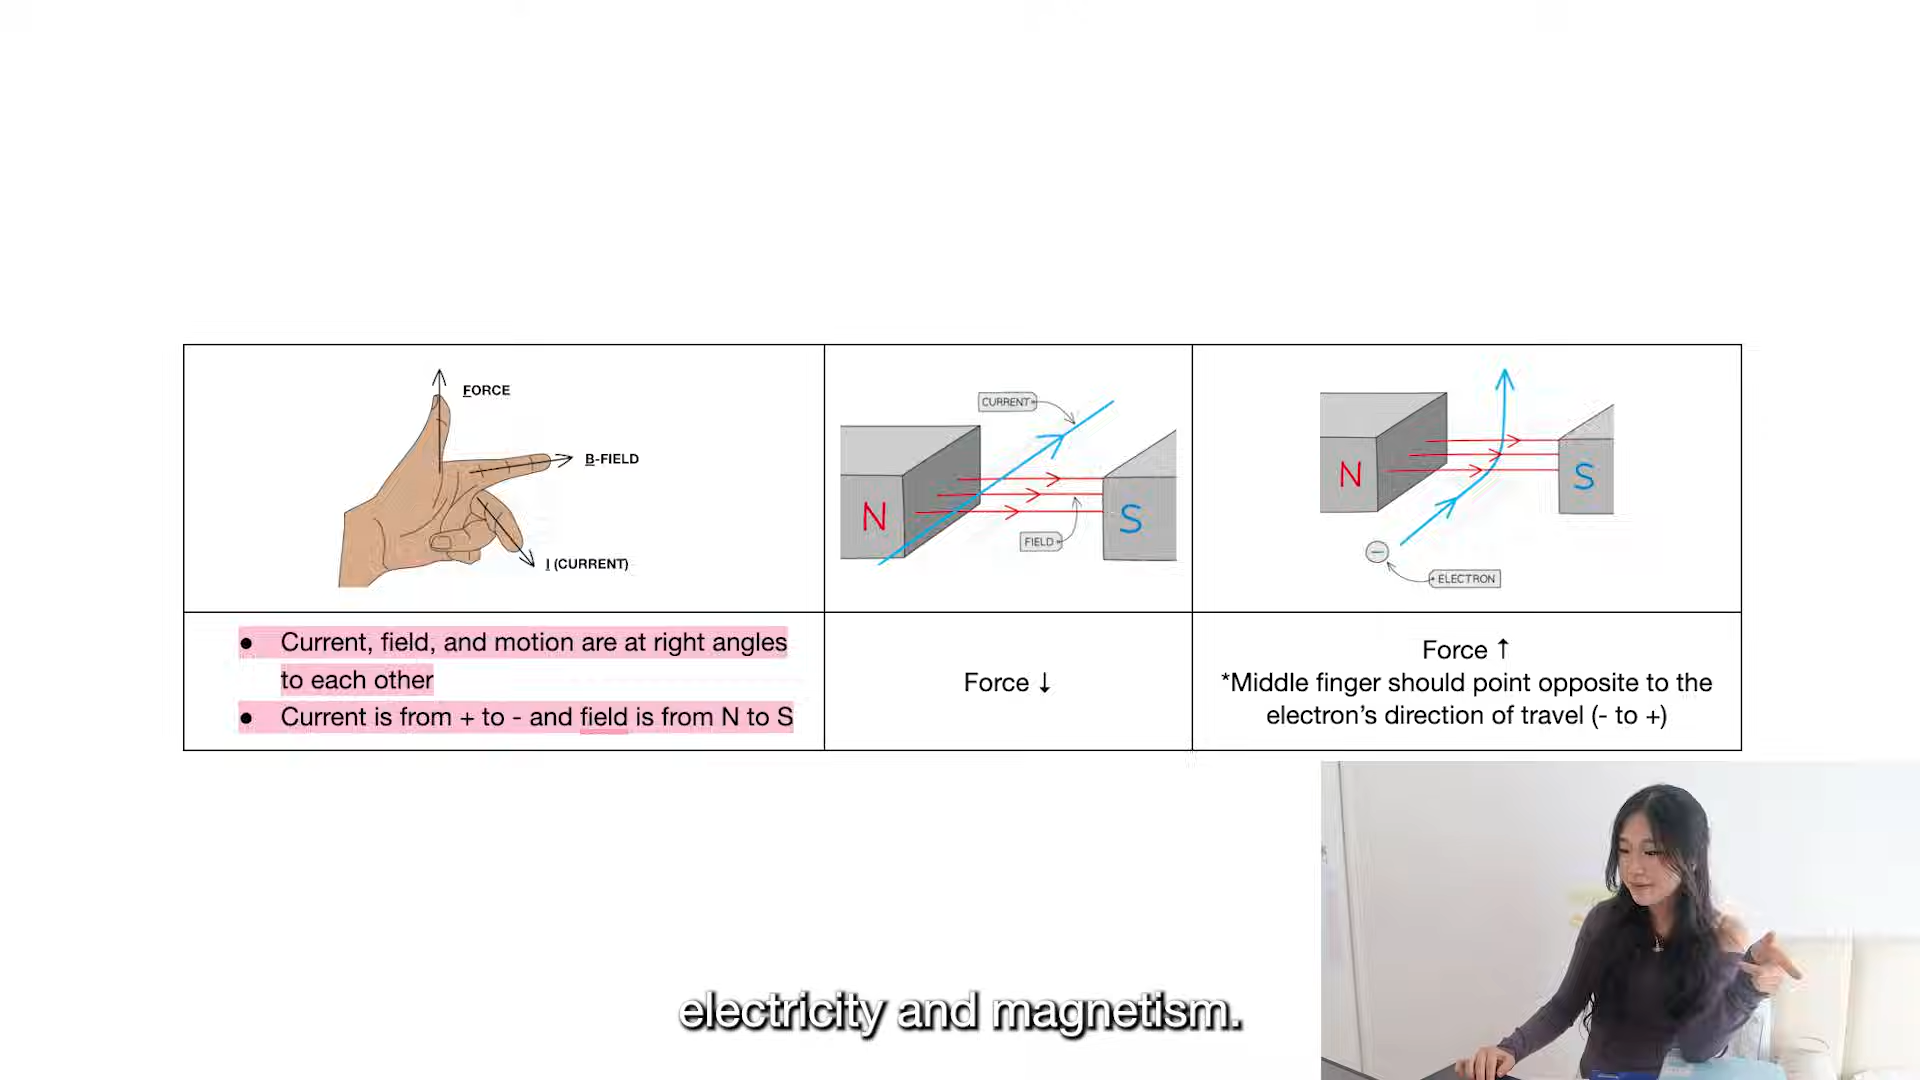 FORCE
B-FIELD
I (CURRENT)
CURRENT
N
S
FIELD
N
S
ELECTRON
● Current, field, and motion are at right angles
to each other
● Current is from + to - and field is from N to S
Force ↓
Force ↑
*Middle finger should point opposite to the
electron's direction of travel (- to +)
electricity and magnetism.